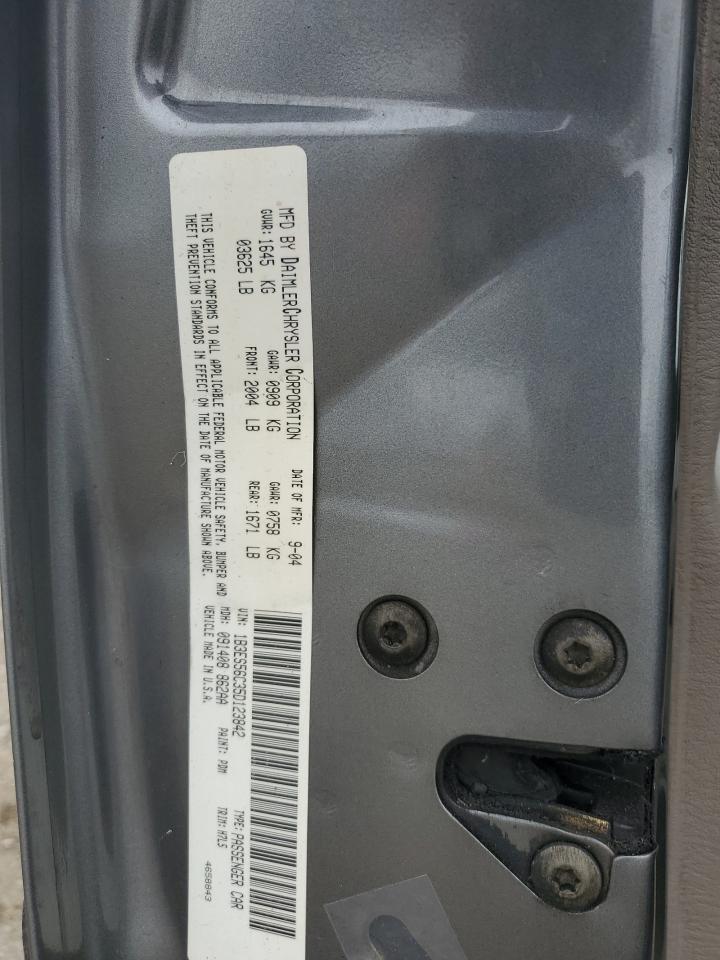 MFD BY DAIMLERCHRYSLER CORPORATION DATE OF MFR: 9-04
GVWR: 1645 KG GAWR: 0909 KG GAWR: 0758 KG
03625 LB FRONT: 2004 LB REAR: 1671 LB
THIS VEHICLE CONFORMS TO ALL APPLICABLE FEDERAL MOTOR VEHICLE SAFETY, BUMPER AND
THEFT PREVENTION STANDARDS IN EFFECT ON THE DATE OF MANUFACTURE SHOWN ABOVE.
VIN: 1B3ES56C35D123842 TYPE: PASSENGER CAR
MDH: 091408 862AA PAINT: PDM TRIM: H7L5
VEHICLE MADE IN U.S.A. 4658843